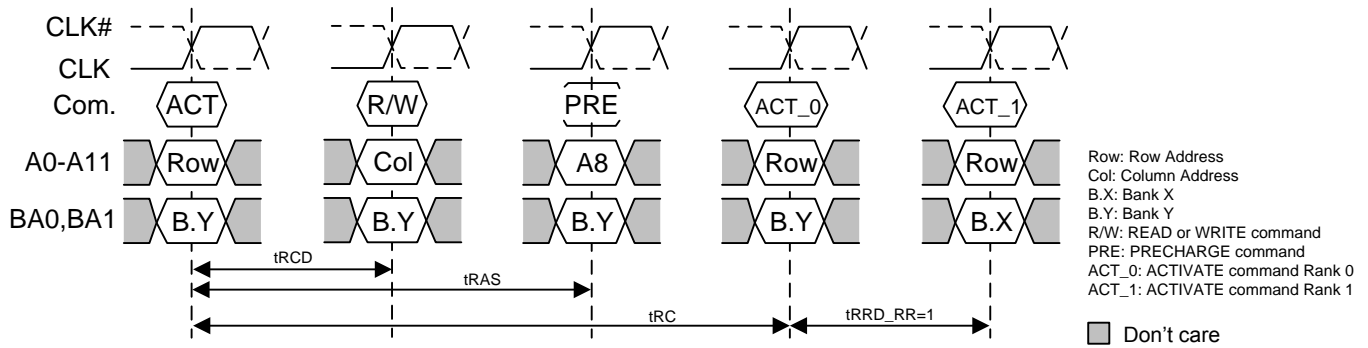 CLK#
CLK
Com. ACT R/W PRE ACT_0 ACT_1
A0-A11 Row Col A8 Row Row
BA0,BA1 B.Y B.Y B.Y B.Y B.X
tRCD
tRAS
tRC tRRD_RR=1
Row: Row Address
Col: Column Address
B.X: Bank X
B.Y: Bank Y
R/W: READ or WRITE command
PRE: PRECHARGE command
ACT_0: ACTIVATE command Rank 0
ACT_1: ACTIVATE command Rank 1
Don't care